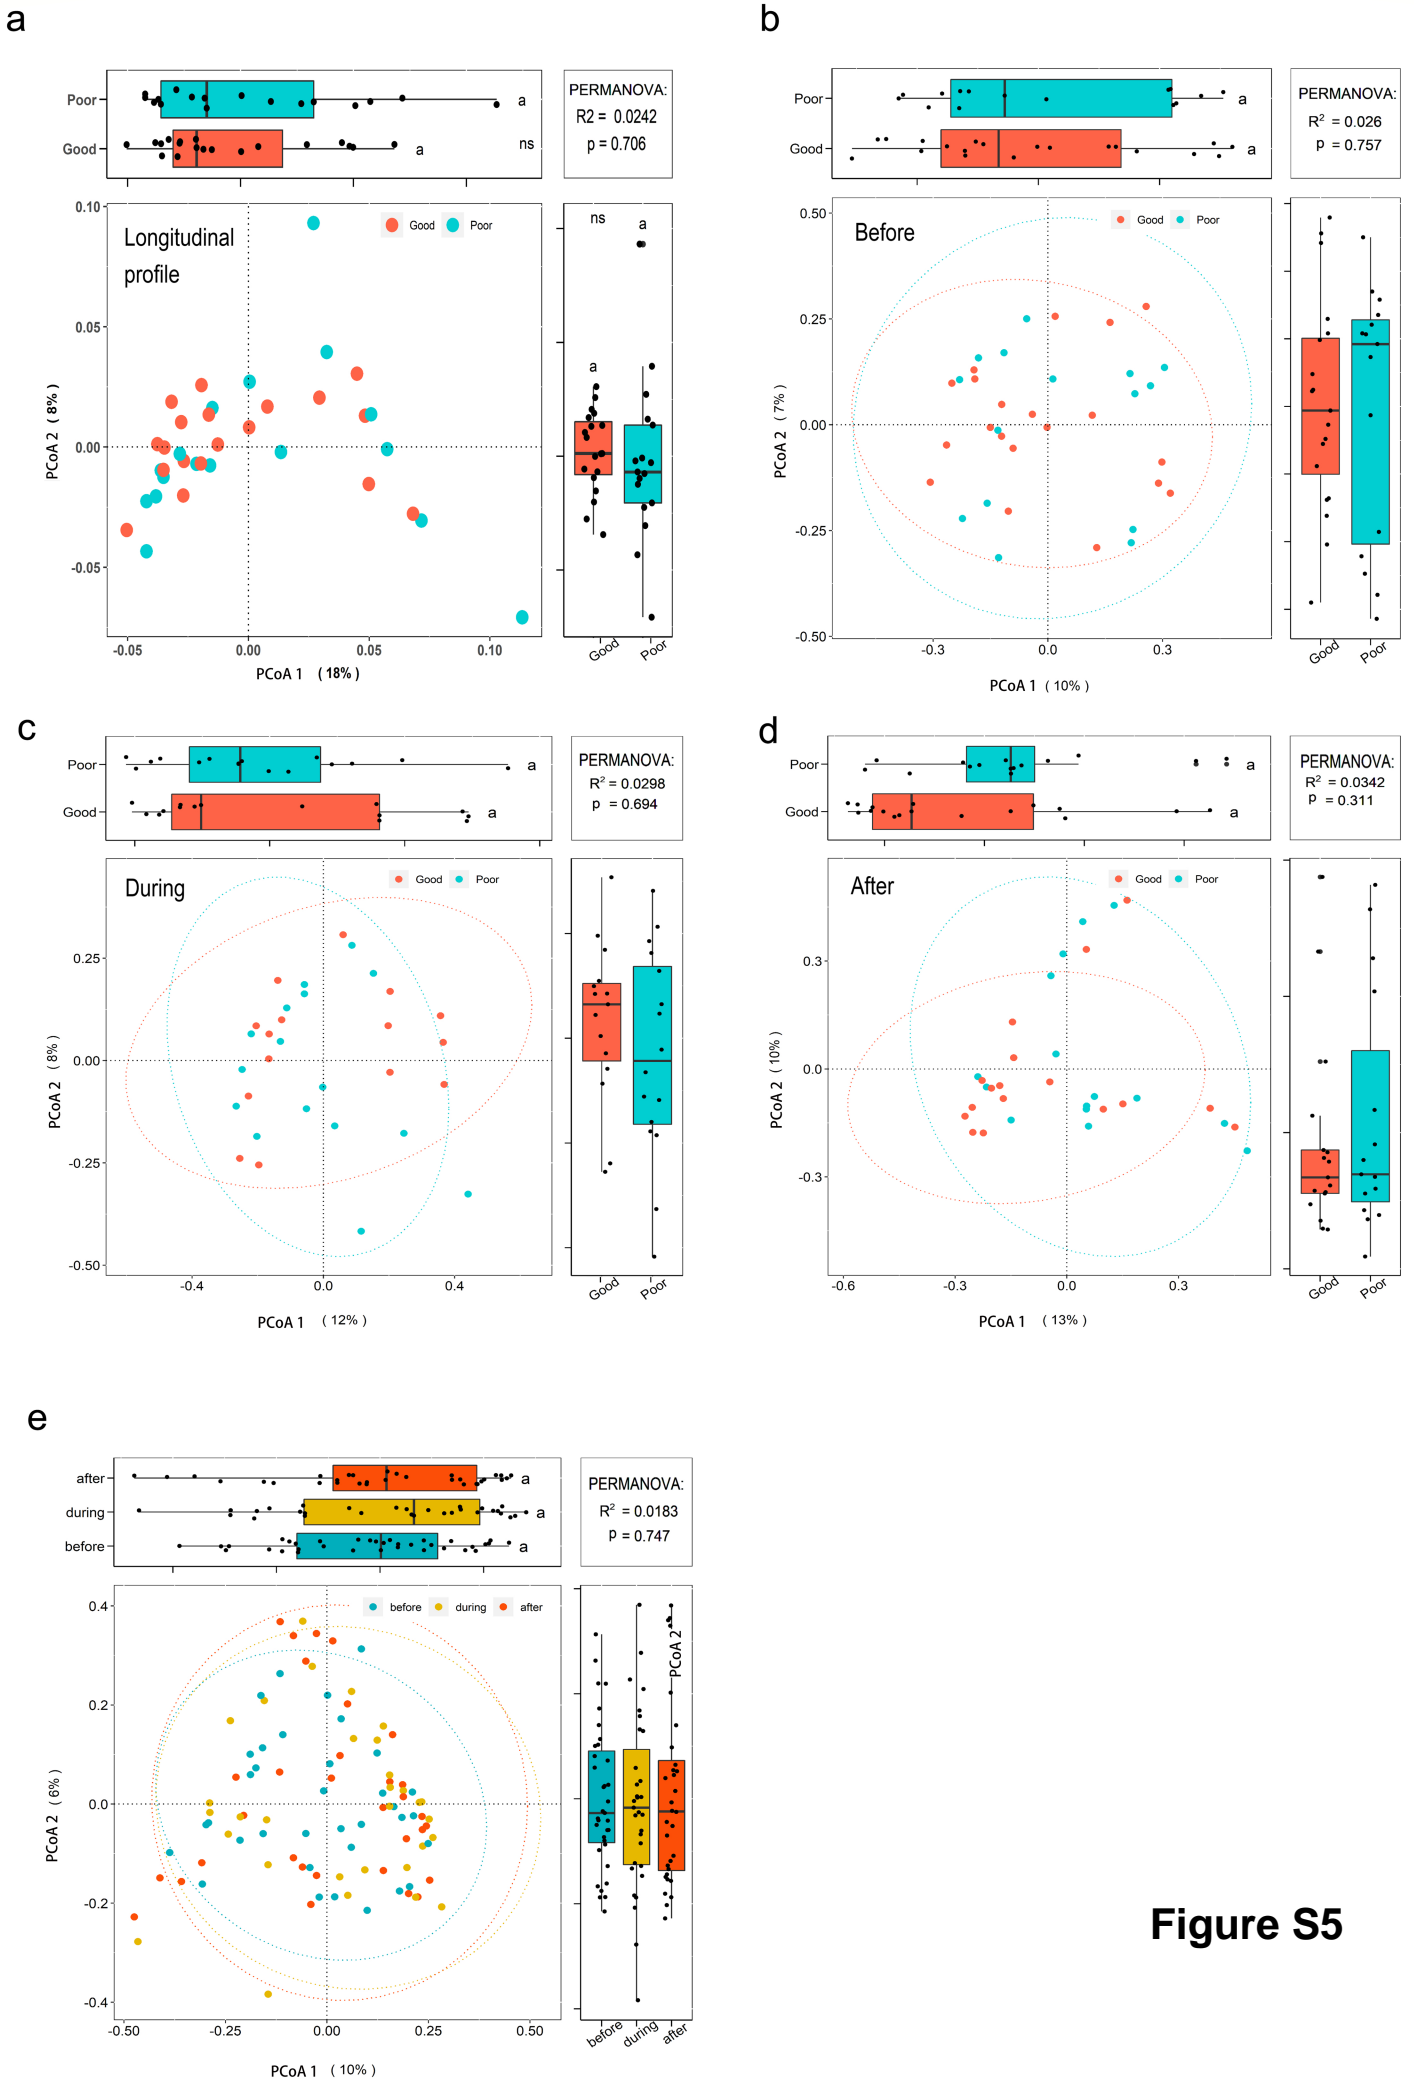 a
Poor
Good
a
a
ns
PERMANOVA:
R2 = 0.0242
p = 0.706
Longitudinal
profile
Good
Poor
0.10
0.05
0.00
-0.05
PCoA 2 (8%)
-0.05
0.00
0.05
0.10
PCoA 1 (18%)
ns
a
a
Good
Poor
b
Poor
Good
a
a
PERMANOVA:
R² = 0.026
p = 0.757
Before
Good
Poor
0.50
0.25
0.00
-0.25
-0.50
PCoA 2 (7%)
-0.3
0.0
0.3
PCoA 1 (10%)
Good
Poor
c
Poor
Good
a
a
PERMANOVA:
R² = 0.0298
p = 0.694
During
Good
Poor
0.25
0.00
-0.25
-0.50
PCoA 2 (8%)
-0.4
0.0
0.4
PCoA 1 (12%)
Good
Poor
d
Poor
Good
a
a
PERMANOVA:
R² = 0.0342
p = 0.311
After
Good
Poor
0.3
0.0
-0.3
PCoA 2 (10%)
-0.6
-0.3
0.0
0.3
PCoA 1 (13%)
Good
Poor
e
after
during
before
a
a
a
PERMANOVA:
R² = 0.0183
p = 0.747
before
during
after
0.4
0.2
0.0
-0.2
-0.4
PCoA 2 (6%)
-0.50
-0.25
0.00
0.25
0.50
PCoA 1 (10%)
PCoA 2
before
during
after
Figure S5